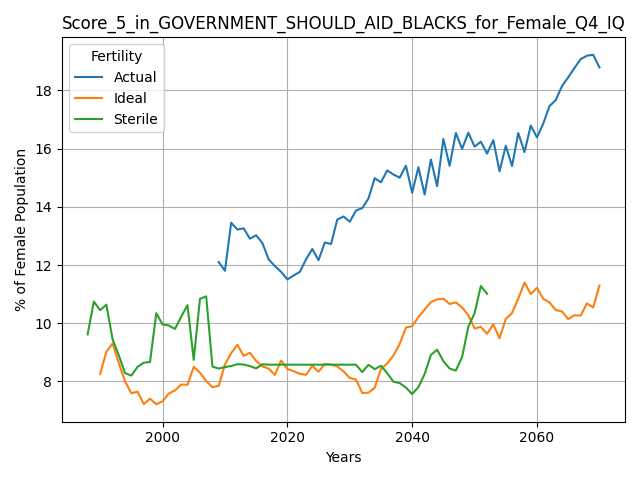 Score_5_in_GOVERNMENT_SHOULD_AID_BLACKS_for_Female_Q4_IQ
Fertility
Actual
Ideal
Sterile
% of Female Population
18
16
14
12
10
8
2000
2020
2040
2060
Years